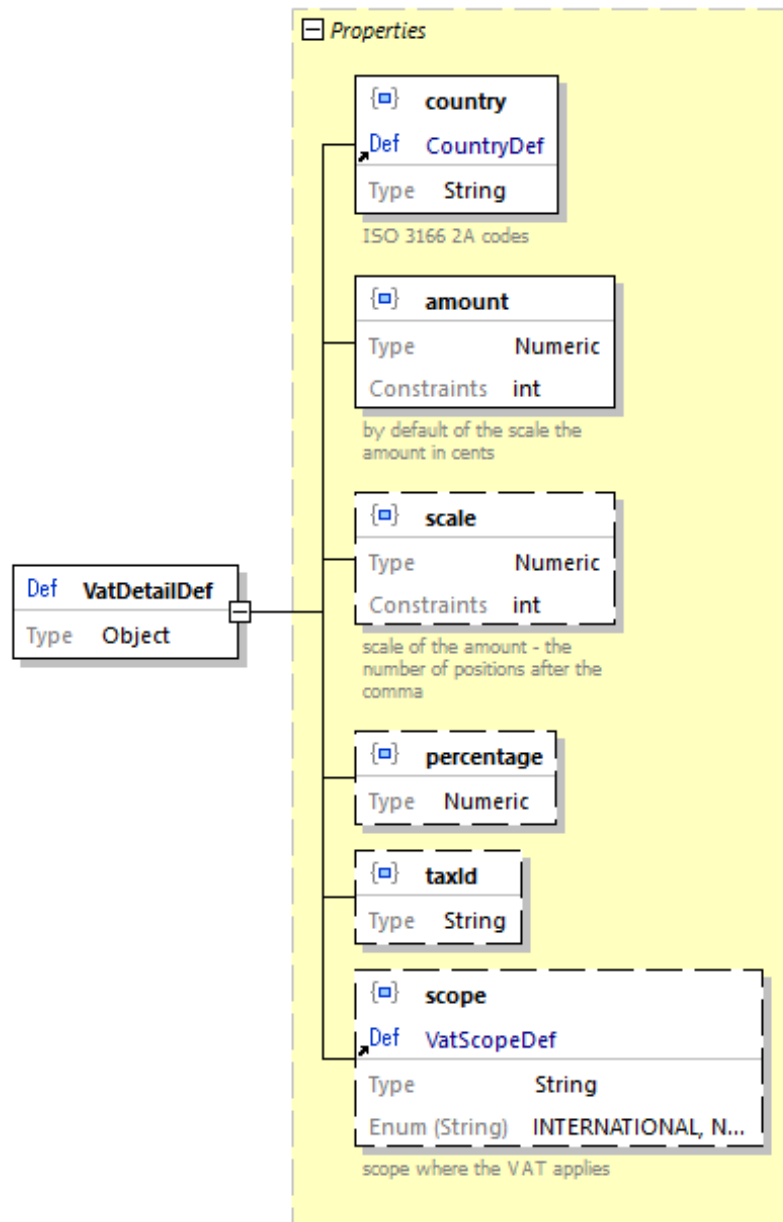 Properties
country
Def CountryDef
Type String
ISO 3166 2A codes
amount
Type Numeric
Constraints int
by default of the scale the
amount in cents
scale
Type Numeric
Constraints int
scale of the amount - the
number of positions after the
comma
Def VatDetailDef
Type Object
percentage
Type Numeric
taxId
Type String
scope
Def VatScopeDef
Type String
Enum (String) INTERNATIONAL, N...
scope where the VAT applies